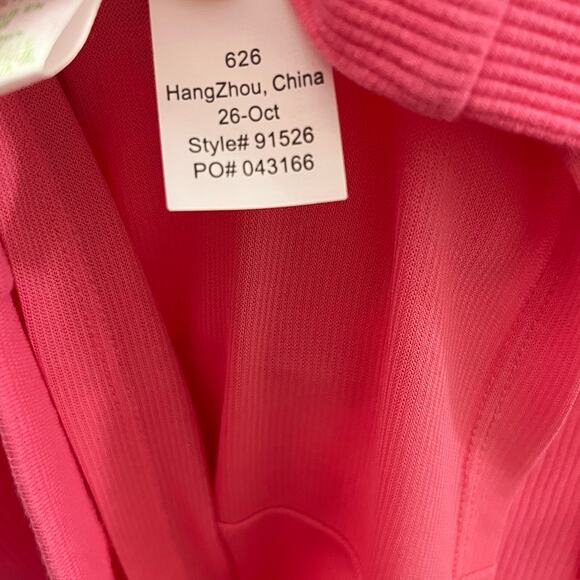 626
HangZhou, China
26-Oct
Style# 91526
PO# 043166